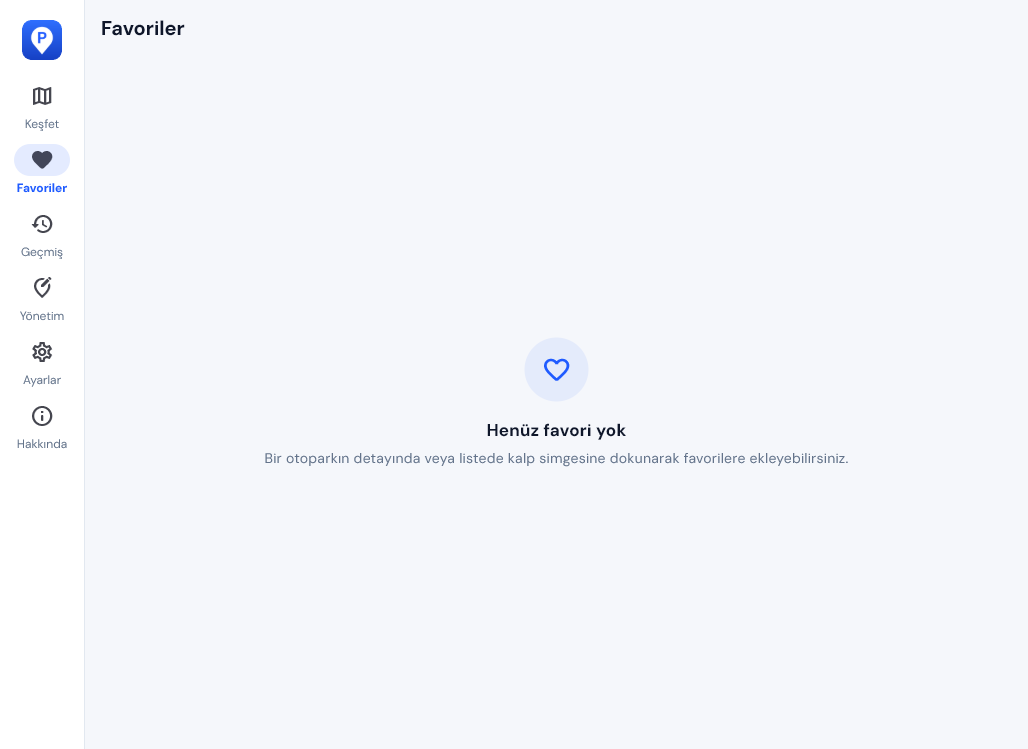 P
Favoriler
Keşfet
Favoriler
Geçmiş
Yönetim
Ayarlar
Hakkında
Henüz favori yok
Bir otoparkın detayında veya listede kalp simgesine dokunarak favorilere ekleyebilirsiniz.